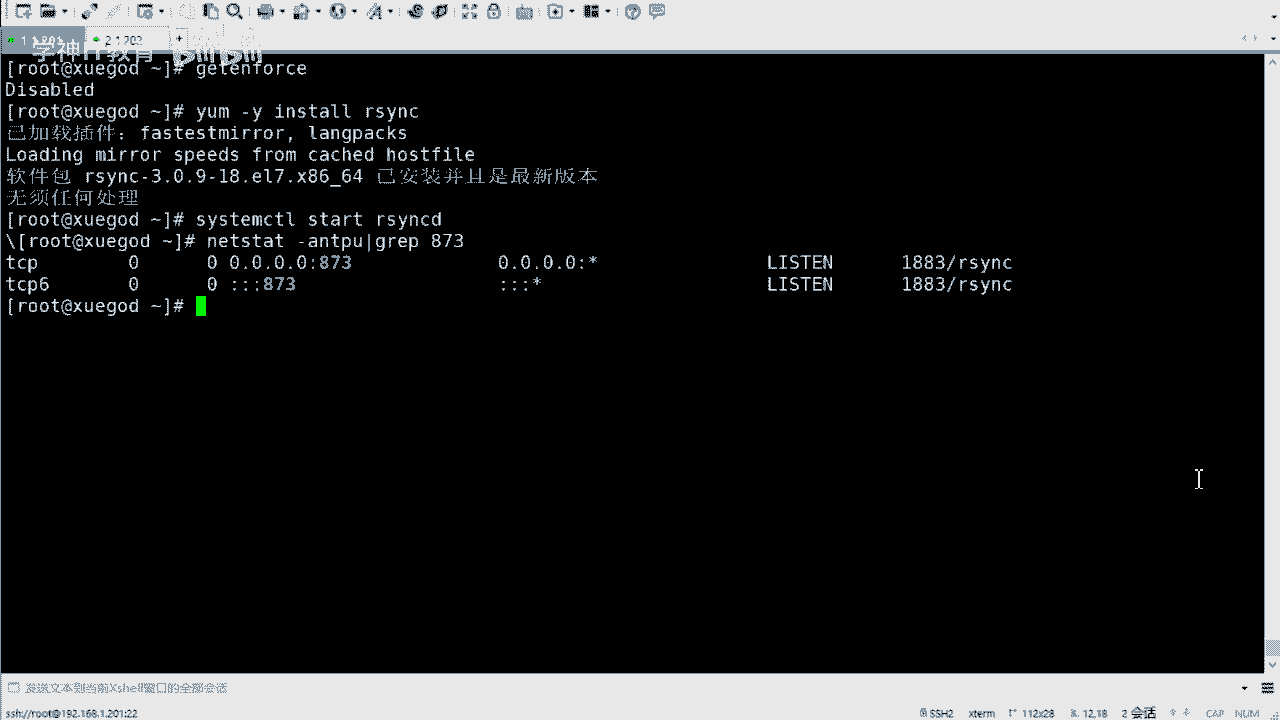 1 1.201 2 1.202 +
学神IT教育 bilibili
[root@xuegod ~]# getenforce
Disabled
[root@xuegod ~]# yum -y install rsync
已加载插件：fastestmirror, langpacks
Loading mirror speeds from cached hostfile
软件包 rsync-3.0.9-18.el7.x86_64 已安装并且是最新版本
无须任何处理
[root@xuegod ~]# systemctl start rsyncd
\[root@xuegod ~]# netstat -antpu|grep 873
tcp 0 0 0.0.0.0:873 0.0.0.0:* LISTEN 1883/rsync
tcp6 0 0 :::873 :::* LISTEN 1883/rsync
[root@xuegod ~]#
发送文本到当前Xshell窗口的全部会话
ssh://root@192.168.1.201:22 SSH2 xterm 112x28 12,18 2 会话 CAP NUM